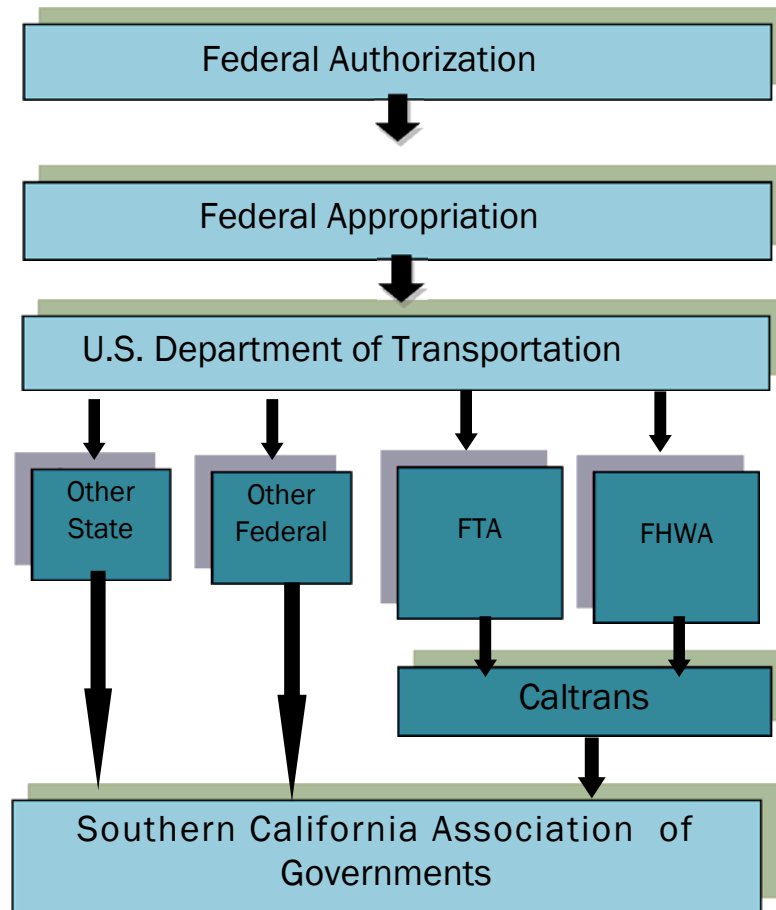 Federal Authorization
Federal Appropriation
U.S. Department of Transportation
Other
State
Other
Federal
FTA
FHWA
Caltrans
Southern California Association of
Governments